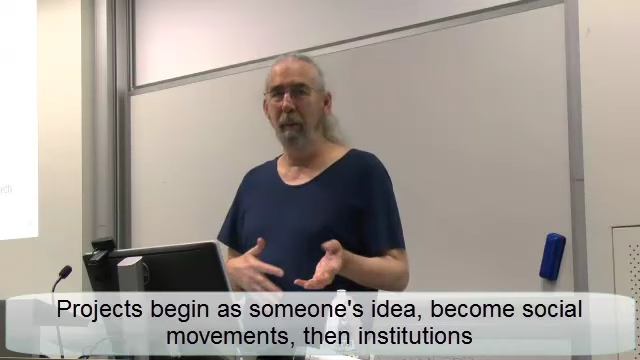 Projects begin as someone's idea, become social
movements, then institutions